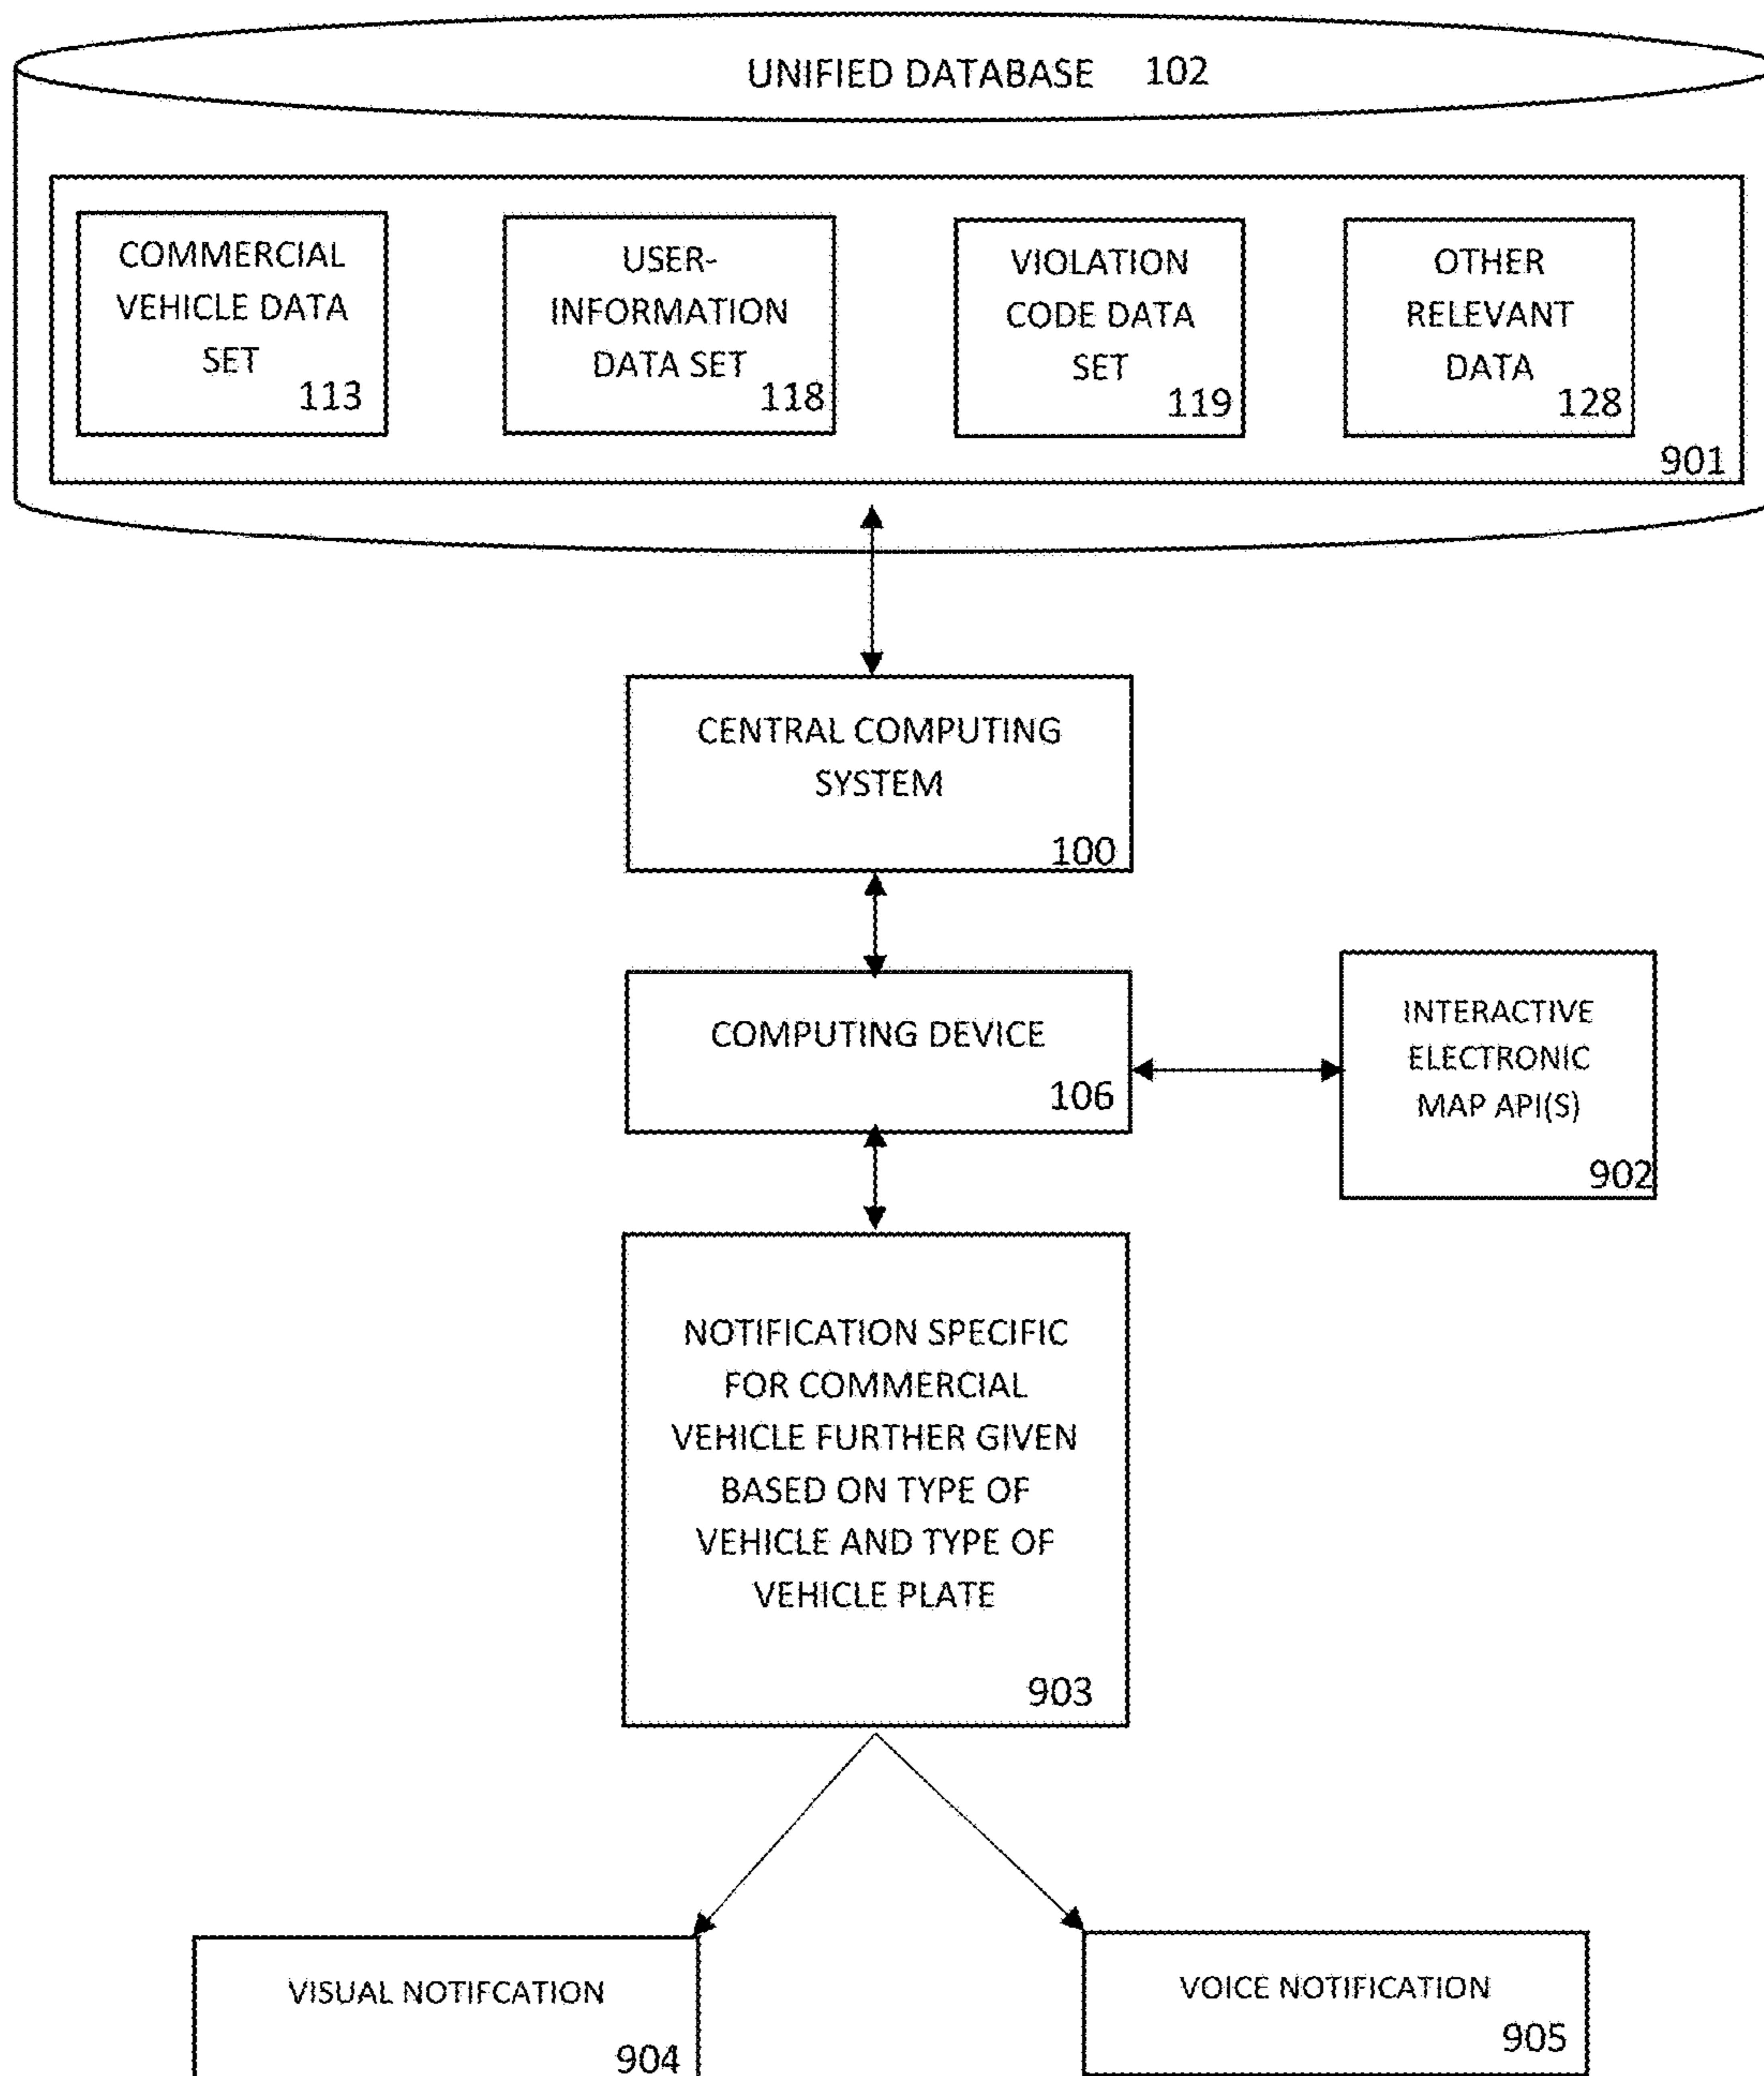 UNIFIED DATABASE 102
COMMERCIAL
VEHICLE DATA
SET
113
USER-
INFORMATION
DATA SET
118
VIOLATION
CODE DATA
SET
119
OTHER
RELEVANT
DATA
128
901
CENTRAL COMPUTING
SYSTEM
100
COMPUTING DEVICE
106
INTERACTIVE
ELECTRONIC
MAP API(S)
902
NOTIFICATION SPECIFIC
FOR COMMERCIAL
VEHICLE FURTHER GIVEN
BASED ON TYPE OF
VEHICLE AND TYPE OF
VEHICLE PLATE
903
VISUAL NOTIFCATION
904
VOICE NOTIFICATION
905